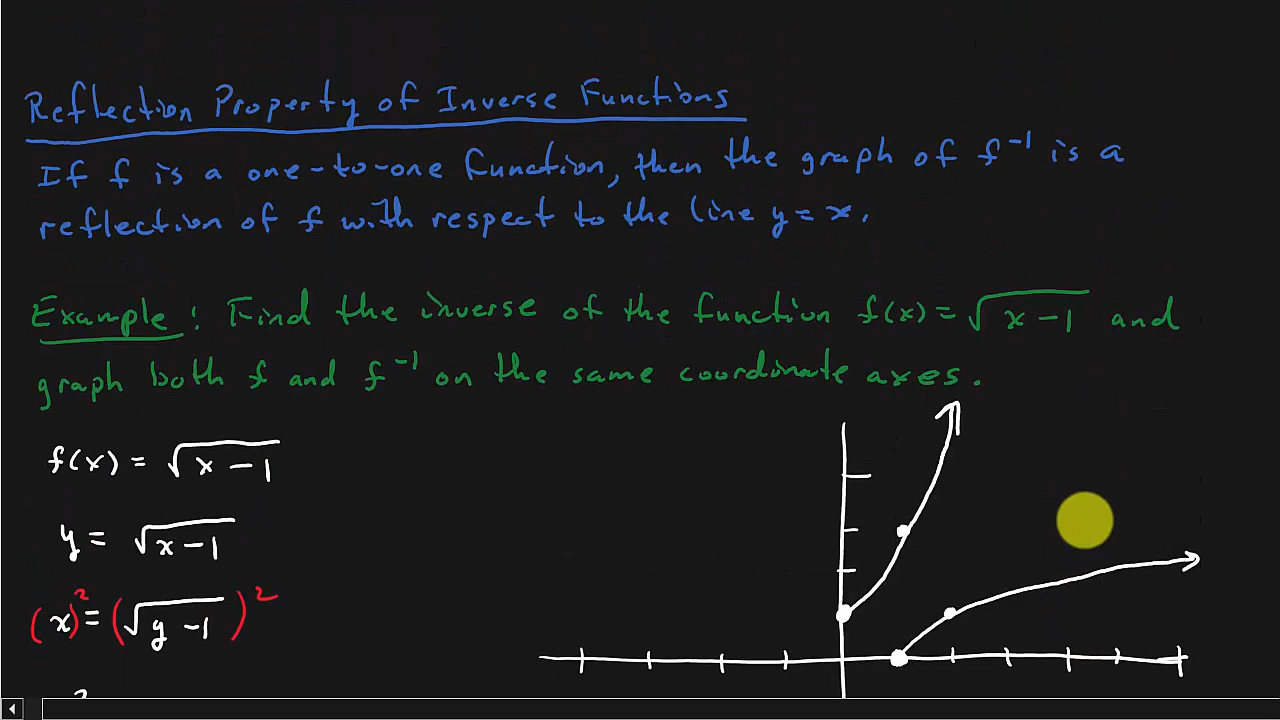 Reflection Property of Inverse Functions
If f is a one-to-one function, then the graph of f⁻¹ is a
reflection of f with respect to the line y = x.
Example: Find the inverse of the function f(x) = √(x-1) and
graph both f and f⁻¹ on the same coordinate axes.
f(x) = √(x-1)
y = √(x-1)
(x)² = (√(y-1))²